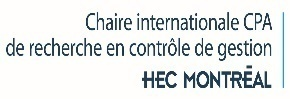 Chaire internationale CPA
de recherche en contrôle de gestion
HEC MONTRĒAL